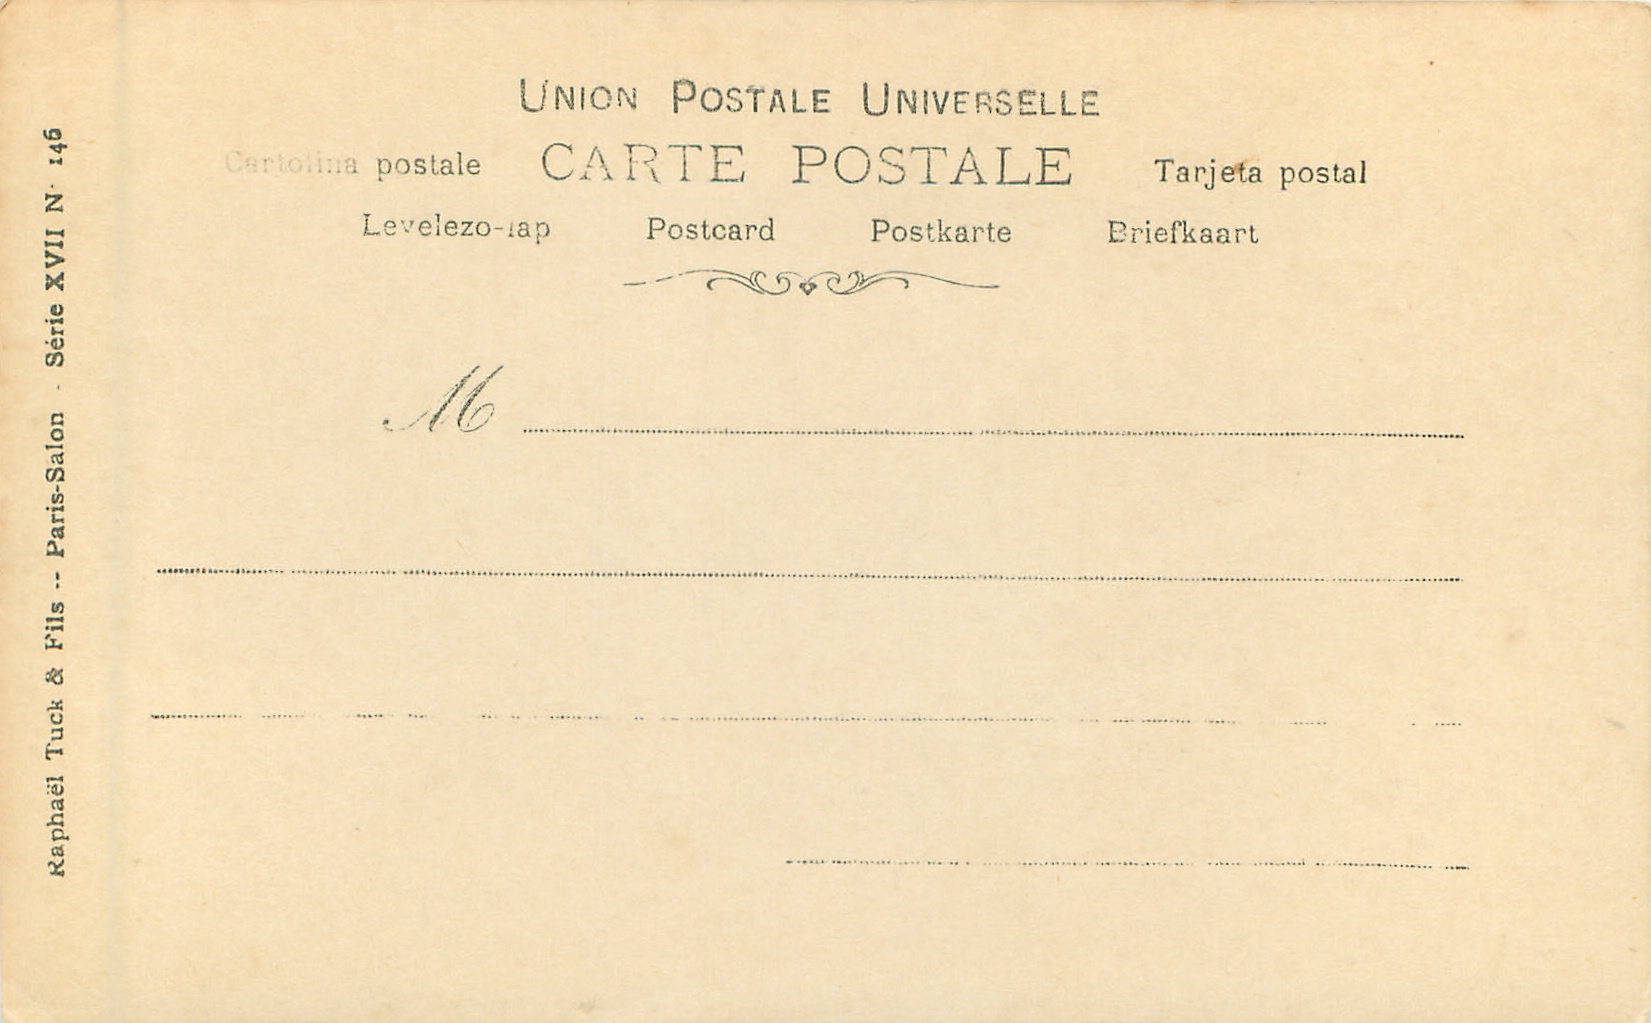 UNION POSTALE UNIVERSELLE
Cartolina postale CARTE POSTALE Tarjeta postal
Levelezo-lap Postcard Postkarte Briefkaart
M
Raphaël Tuck & Fils -- Paris-Salon - Série XVII N· 146